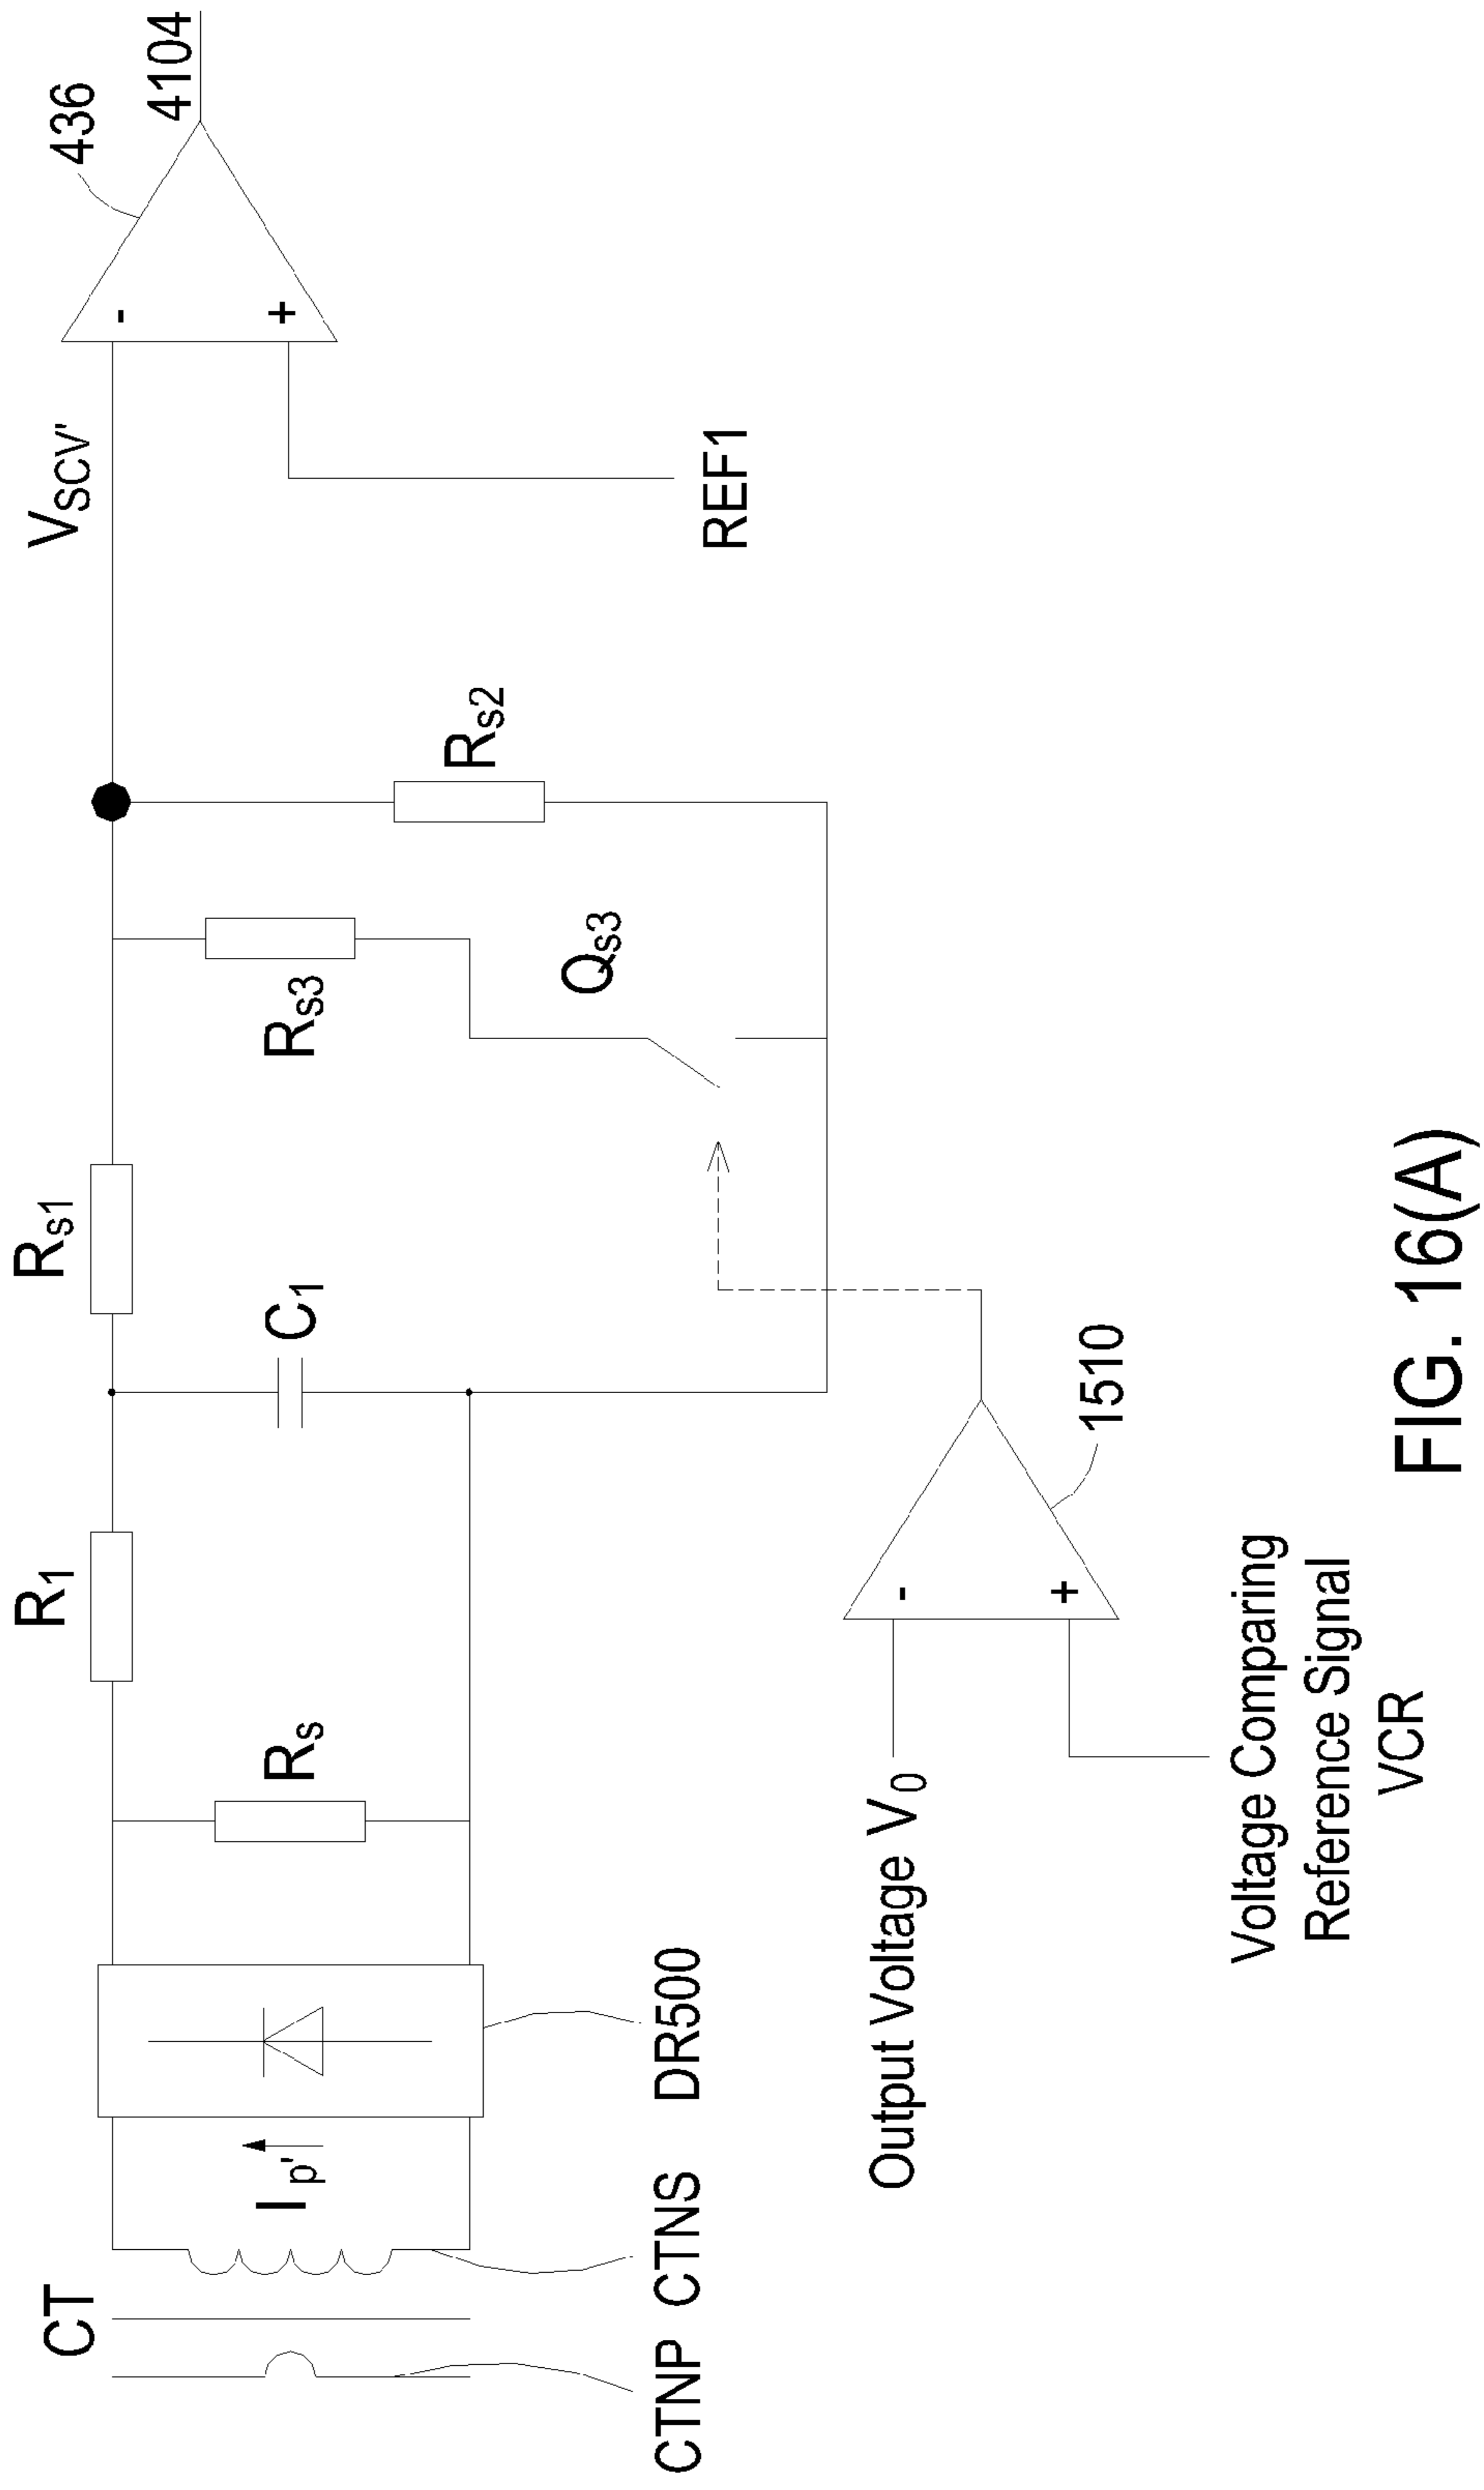 CT
CTNP
CTNS
Ip'
DR500
Rs
R1
C1
Rs1
Rs3
Qs3
Rs2
VSCV'
-
+
436
4104
REF1
Output Voltage V0
-
+
1510
Voltage Comparing
Reference Signal
VCR
FIG. 16(A)